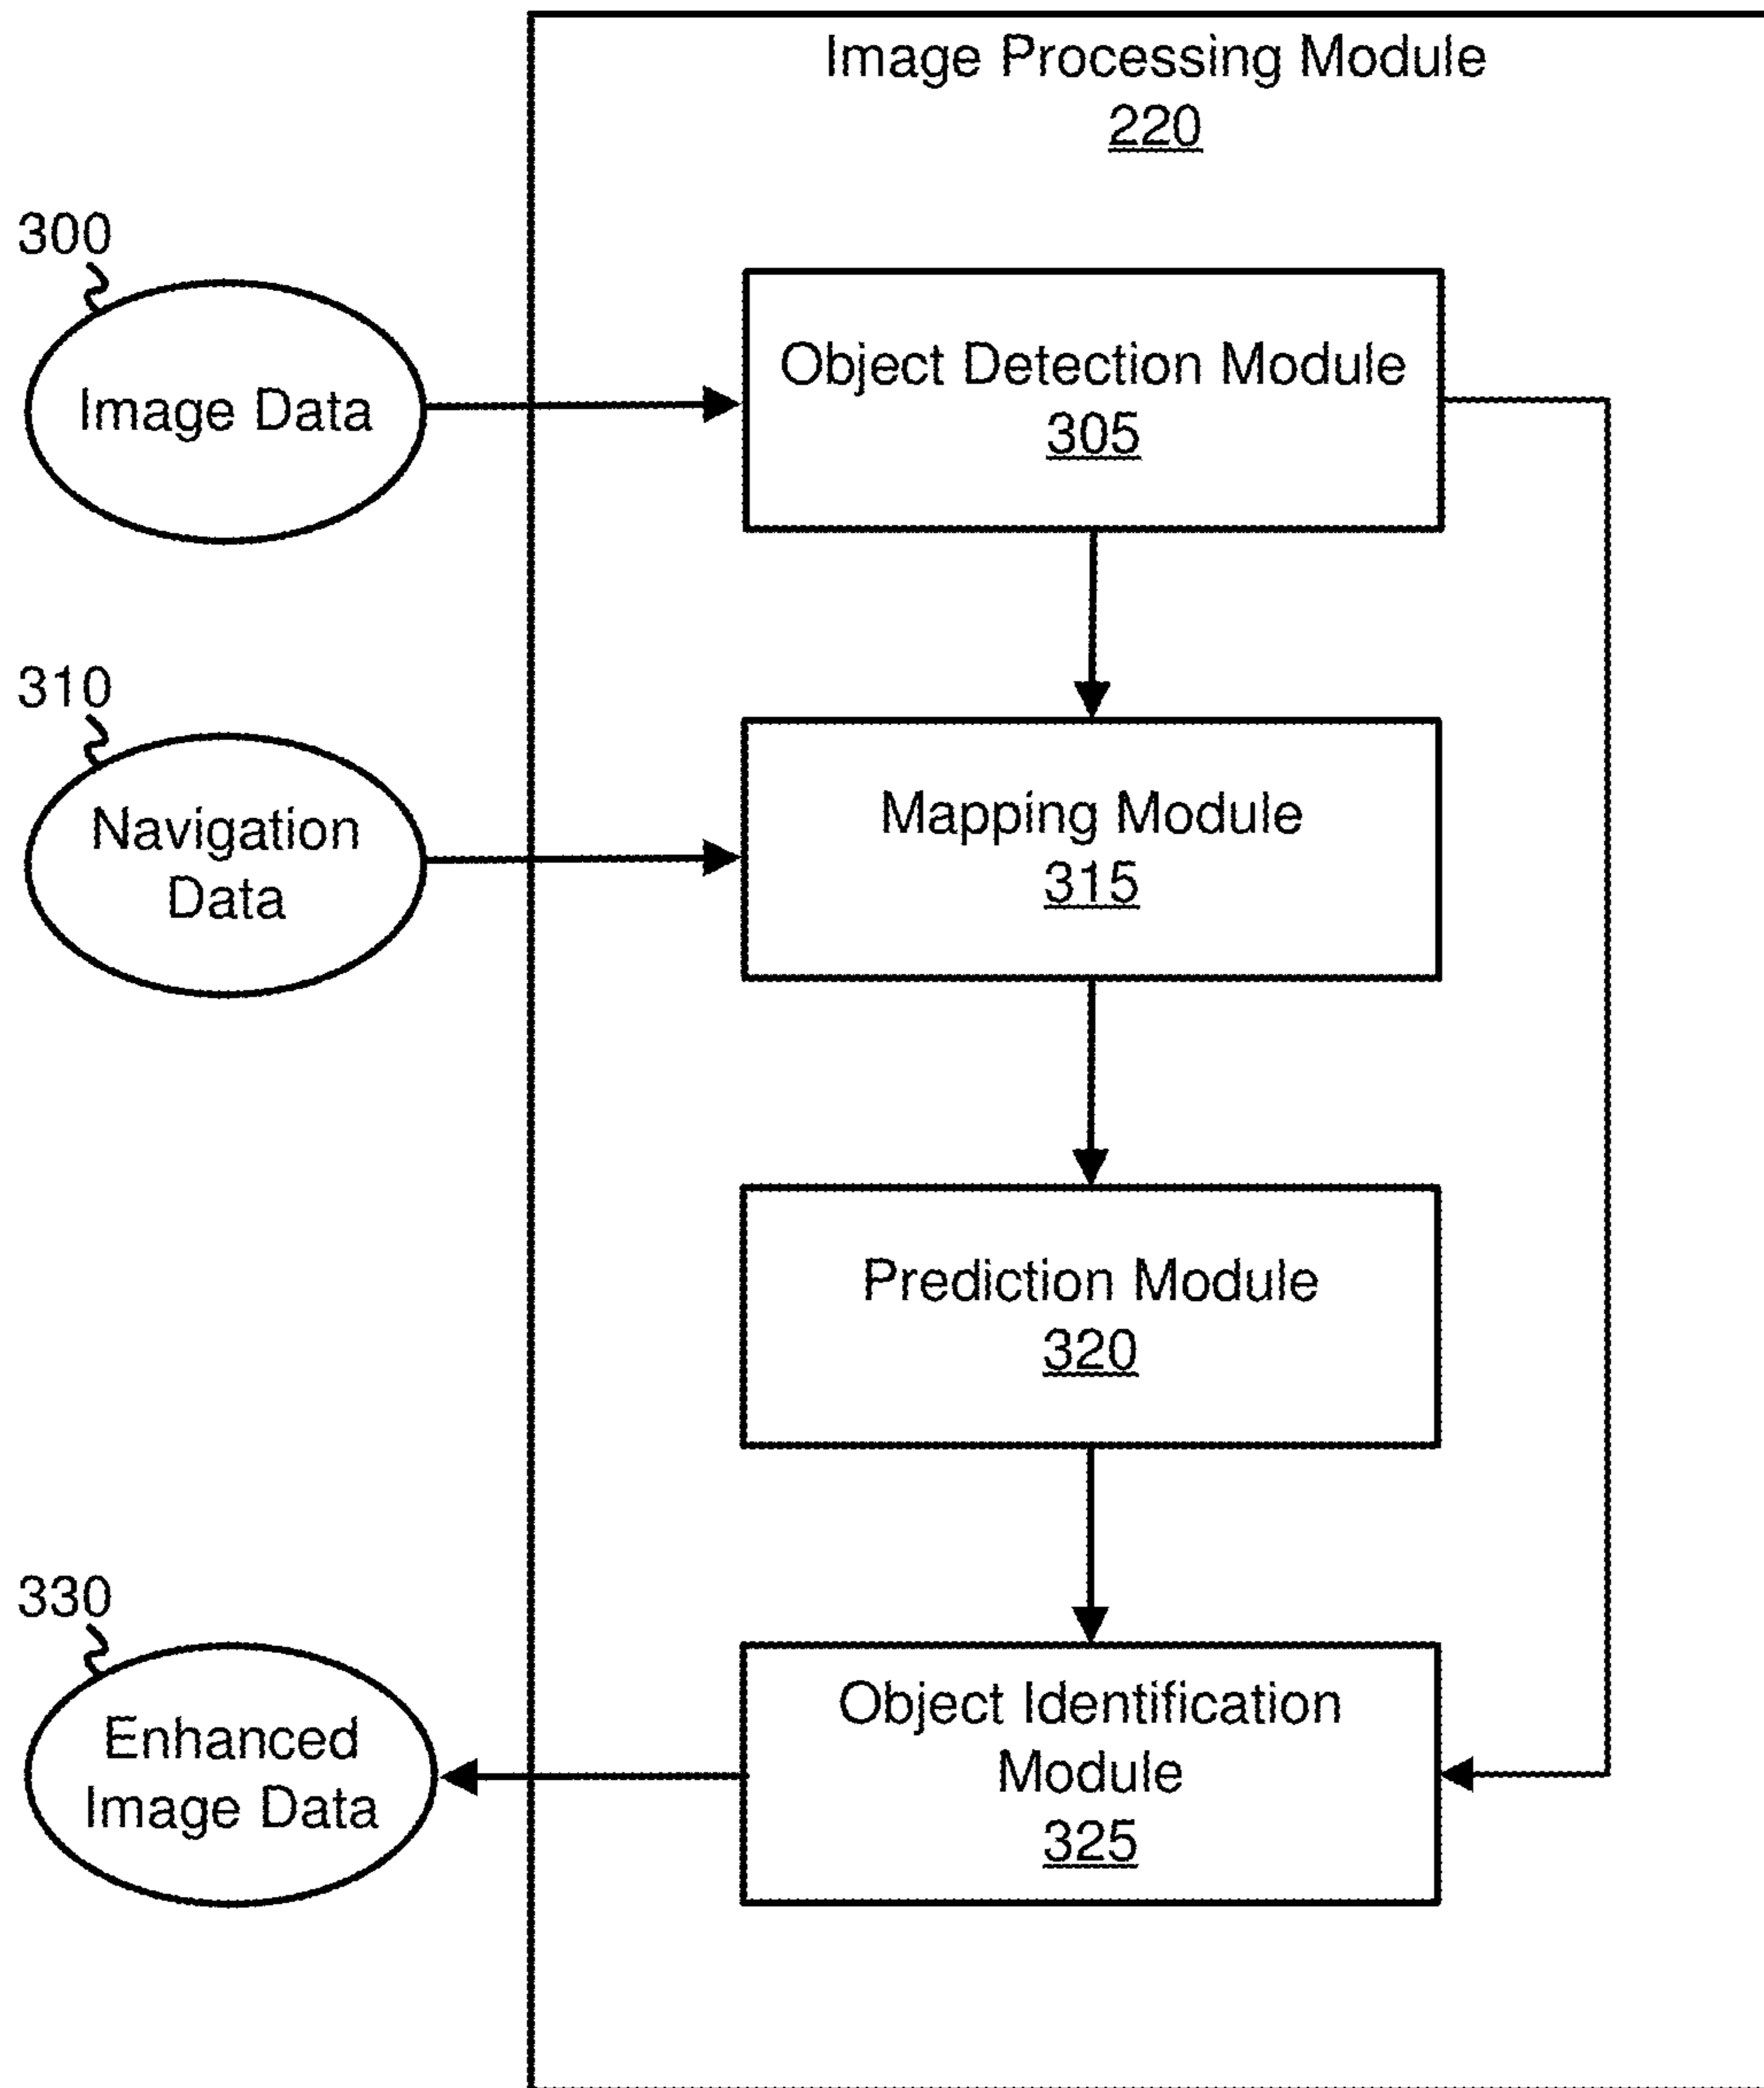 Image Processing Module
220
300
Image Data
Object Detection Module
305
310
Navigation
Data
Mapping Module
315
Prediction Module
320
330
Enhanced
Image Data
Object Identification
Module
325